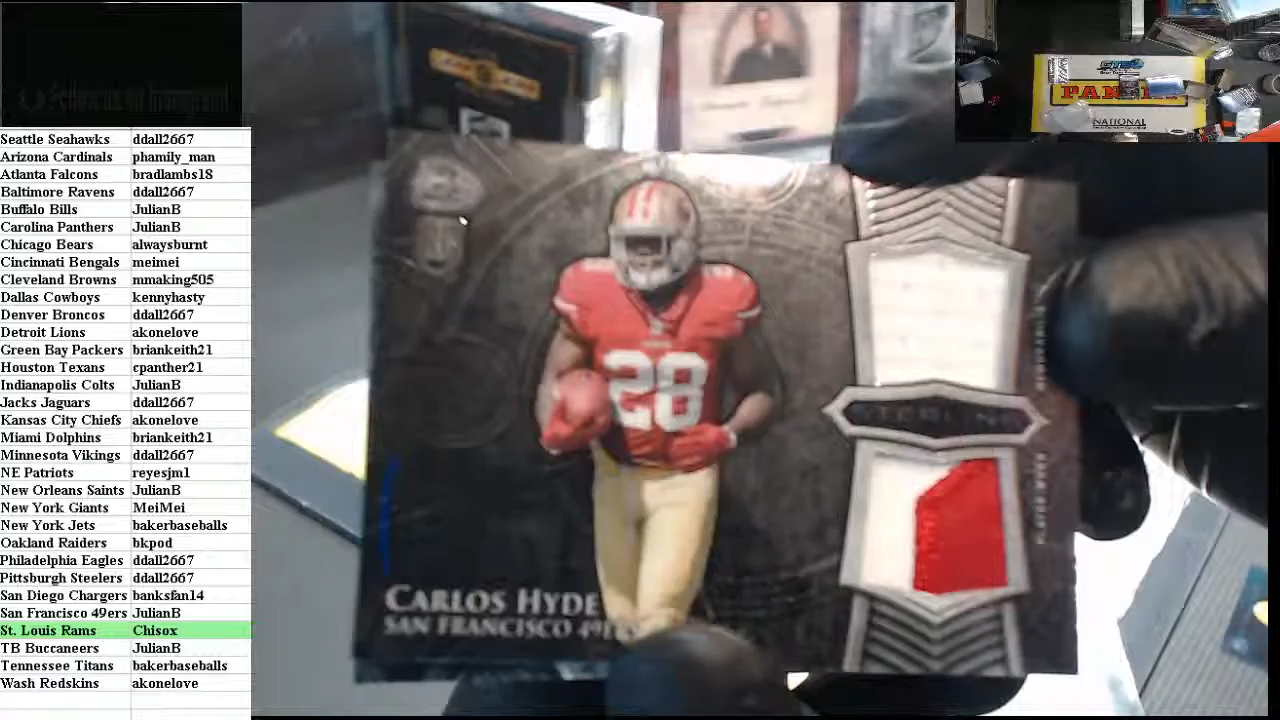 Seattle Seahawks ddall2667
Arizona Cardinals phamily_man
Atlanta Falcons bradlambs18
Baltimore Ravens ddall2667
Buffalo Bills JulianB
Carolina Panthers JulianB
Chicago Bears alwaysburnt
Cincinnati Bengals meimei
Cleveland Browns mmaking505
Dallas Cowboys kennyhasty
Denver Broncos ddall2667
Detroit Lions akonelove
Green Bay Packers briankeith21
Houston Texans cpanther21
Indianapolis Colts JulianB
Jacks Jaguars ddall2667
Kansas City Chiefs akonelove
Miami Dolphins briankeith21
Minnesota Vikings ddall2667
NE Patriots reyesjm1
New Orleans Saints JulianB
New York Giants MeiMei
New York Jets bakerbaseballs
Oakland Raiders bkpod
Philadelphia Eagles ddall2667
Pittsburgh Steelers ddall2667
San Diego Chargers banksfan14
San Francisco 49ers JulianB
St. Louis Rams Chisox
TB Buccaneers JulianB
Tennessee Titans bakerbaseballs
Wash Redskins akonelove
28
CARLOS HYDE
SAN FRANCISCO 49
NATIONAL